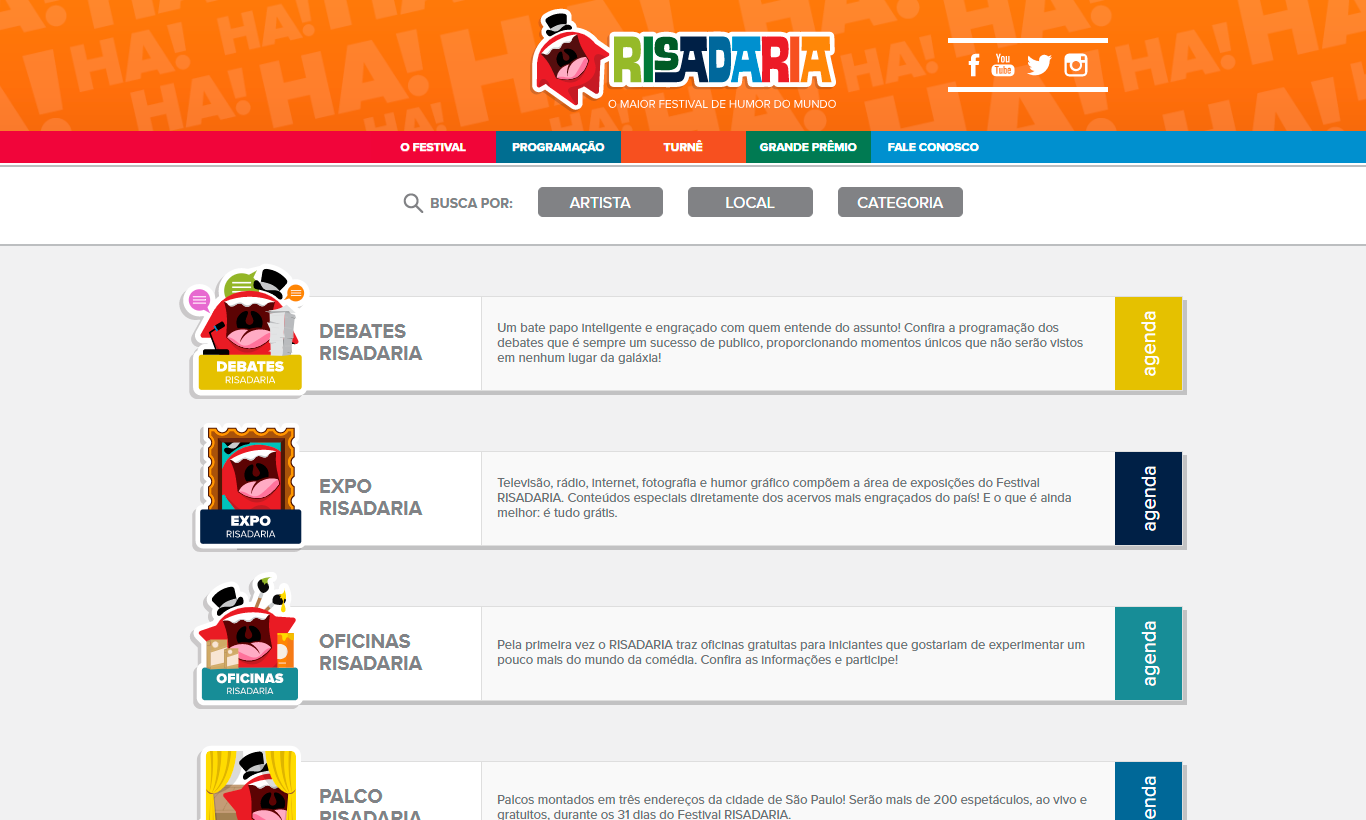 HA! HA! HA! HA! HA! HA! HA!
RISADARIA
O MAIOR FESTIVAL DE HUMOR DO MUNDO
You
Tube
O FESTIVAL
PROGRAMAÇÃO
TURNÊ
GRANDE PRÊMIO
FALE CONOSCO
BUSCA POR:
ARTISTA
LOCAL
CATEGORIA
DEBATES
RISADARIA
DEBATES
RISADARIA
Um bate papo inteligente e engraçado com quem entende do assunto! Confira a programação dos
debates que é sempre um sucesso de publico, proporcionando momentos únicos que não serão vistos
em nenhum lugar da galáxia!
agenda
EXPO
RISADARIA
EXPO
RISADARIA
Televisão, rádio, internet, fotografia e humor gráfico compõem a área de exposições do Festival
RISADARIA. Conteúdos especiais diretamente dos acervos mais engraçados do país! E o que é ainda
melhor: é tudo grátis.
agenda
OFICINAS
RISADARIA
OFICINAS
RISADARIA
Pela primeira vez o RISADARIA traz oficinas gratuitas para iniciantes que gostariam de experimentar um
pouco mais do mundo da comédia. Confira as informações e participe!
agenda
PALCO
RISADARIA
Palcos montados em três endereços da cidade de São Paulo! Serão mais de 200 espetáculos, ao vivo e
gratuitos, durante os 31 dias do Festival RISADARIA.
enda